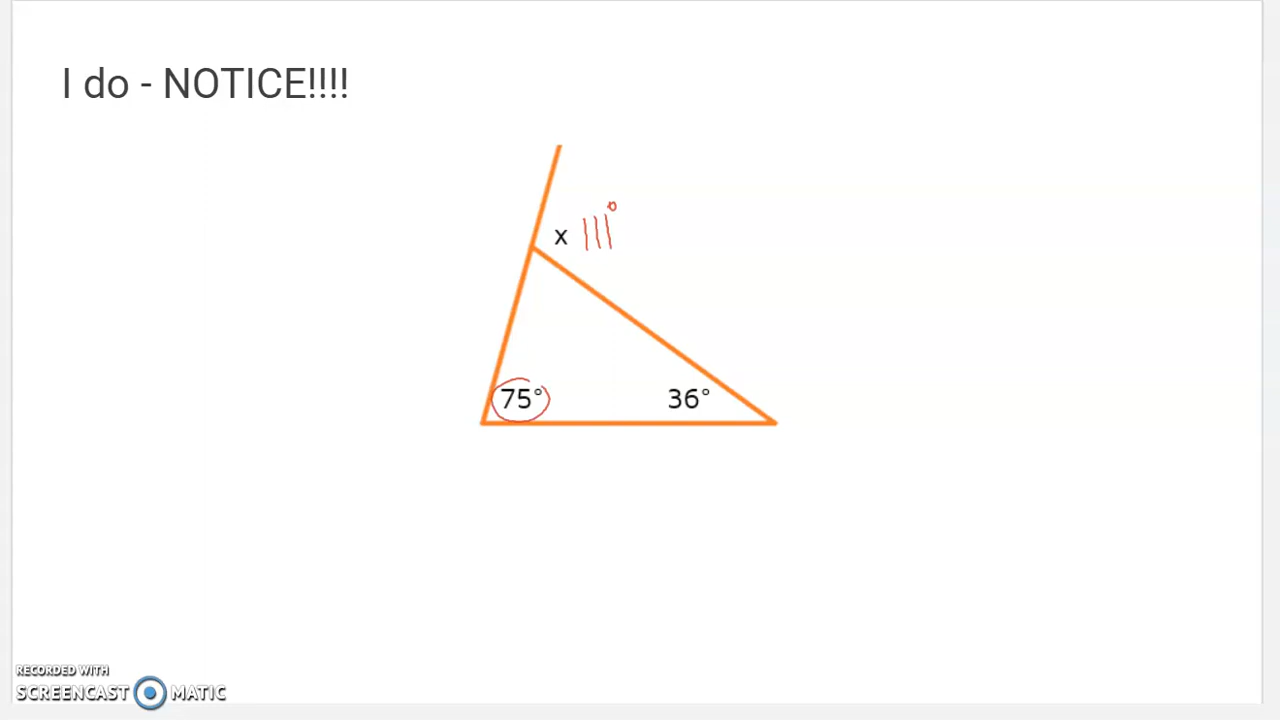 I do - NOTICE!!!!
x 111°
75° 36°
RECORDED WITH
SCREENCAST MATIC